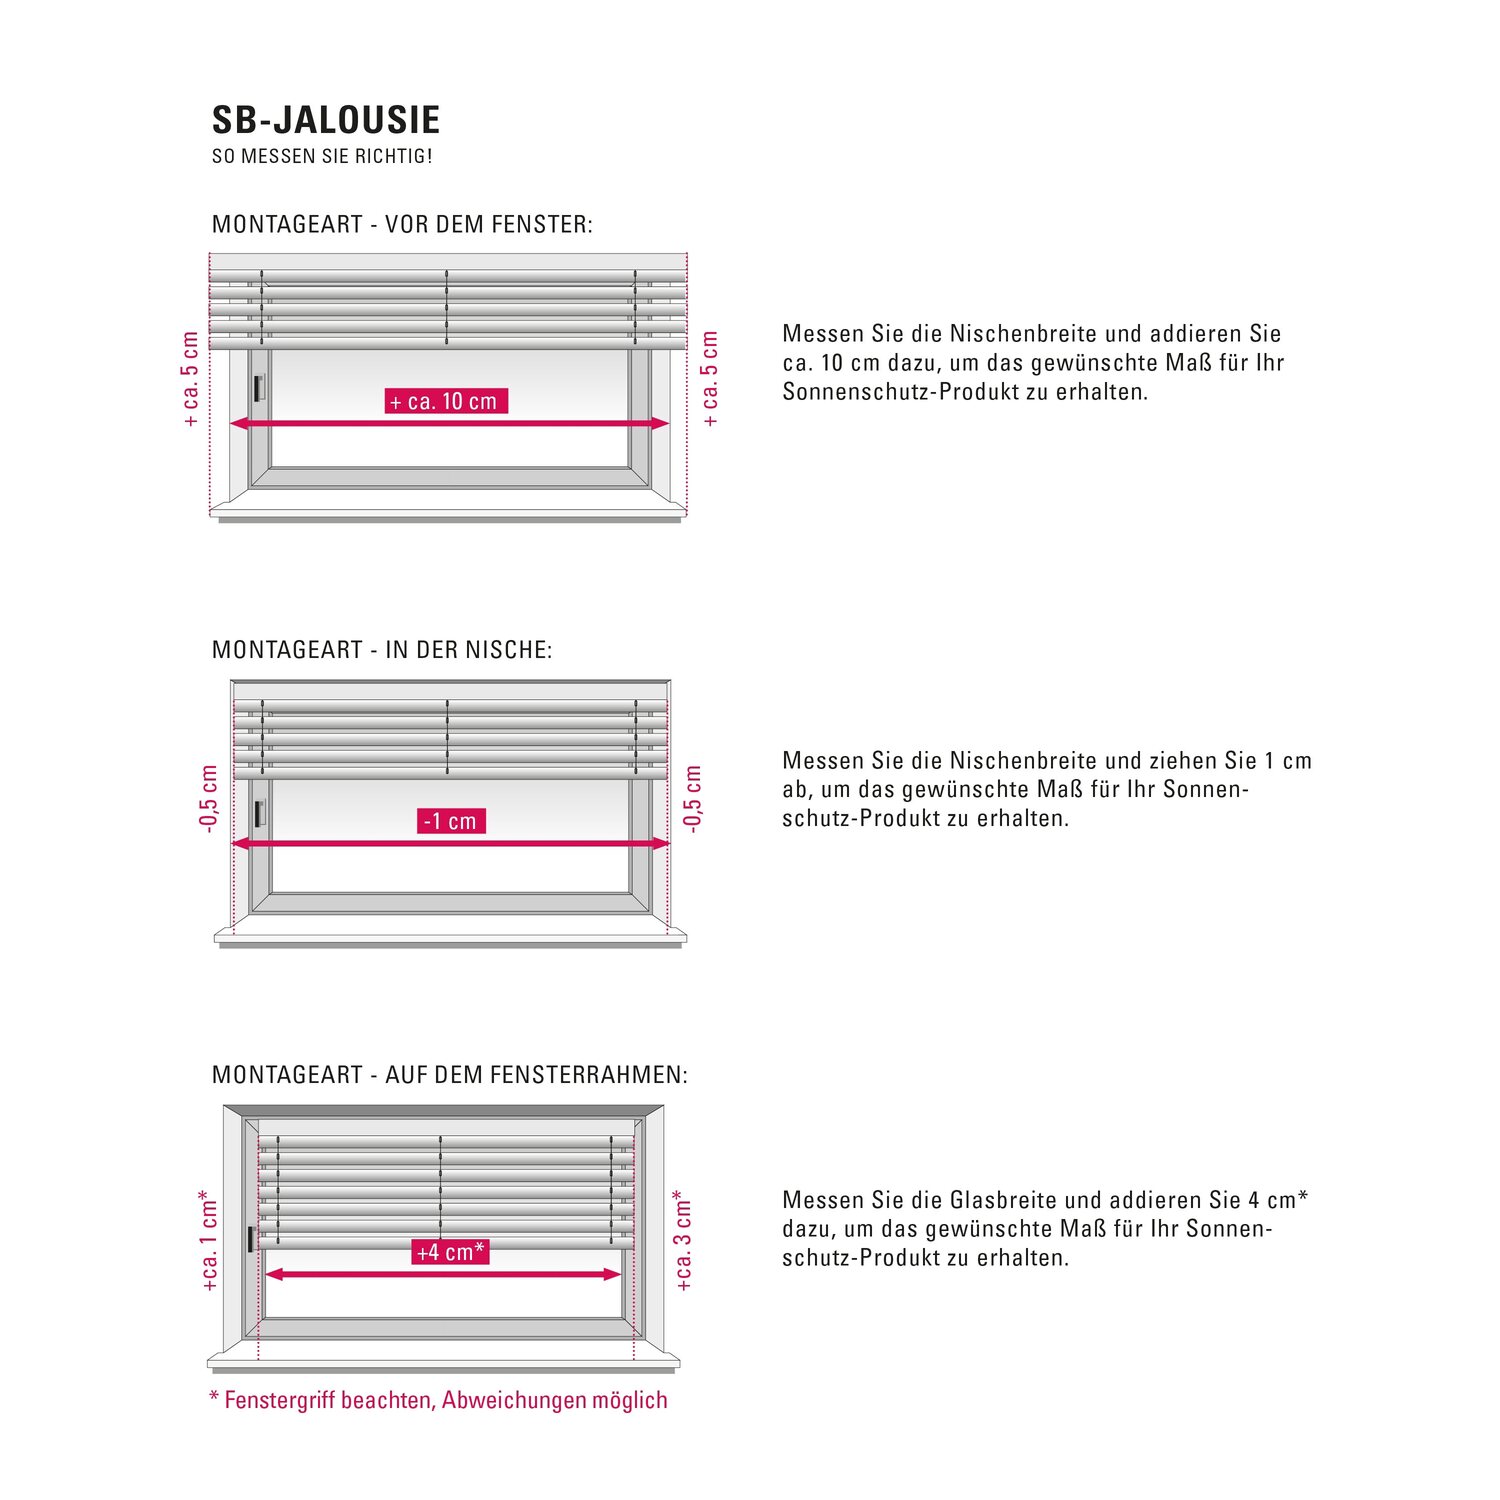 SB-JALOUSIE
SO MESSEN SIE RICHTIG!
MONTAGEART - VOR DEM FENSTER:
+ ca. 5 cm
+ ca. 10 cm
+ ca. 5 cm
Messen Sie die Nischenbreite und addieren Sie
ca. 10 cm dazu, um das gewünschte Maß für Ihr
Sonnenschutz-Produkt zu erhalten.
MONTAGEART - IN DER NISCHE:
-0,5 cm
-1 cm
-0,5 cm
Messen Sie die Nischenbreite und ziehen Sie 1 cm
ab, um das gewünschte Maß für Ihr Sonnen-
schutz-Produkt zu erhalten.
MONTAGEART - AUF DEM FENSTERRAHMEN:
+ca. 1 cm*
+4 cm*
+ca. 3 cm*
Messen Sie die Glasbreite und addieren Sie 4 cm*
dazu, um das gewünschte Maß für Ihr Sonnen-
schutz-Produkt zu erhalten.
* Fenstergriff beachten, Abweichungen möglich